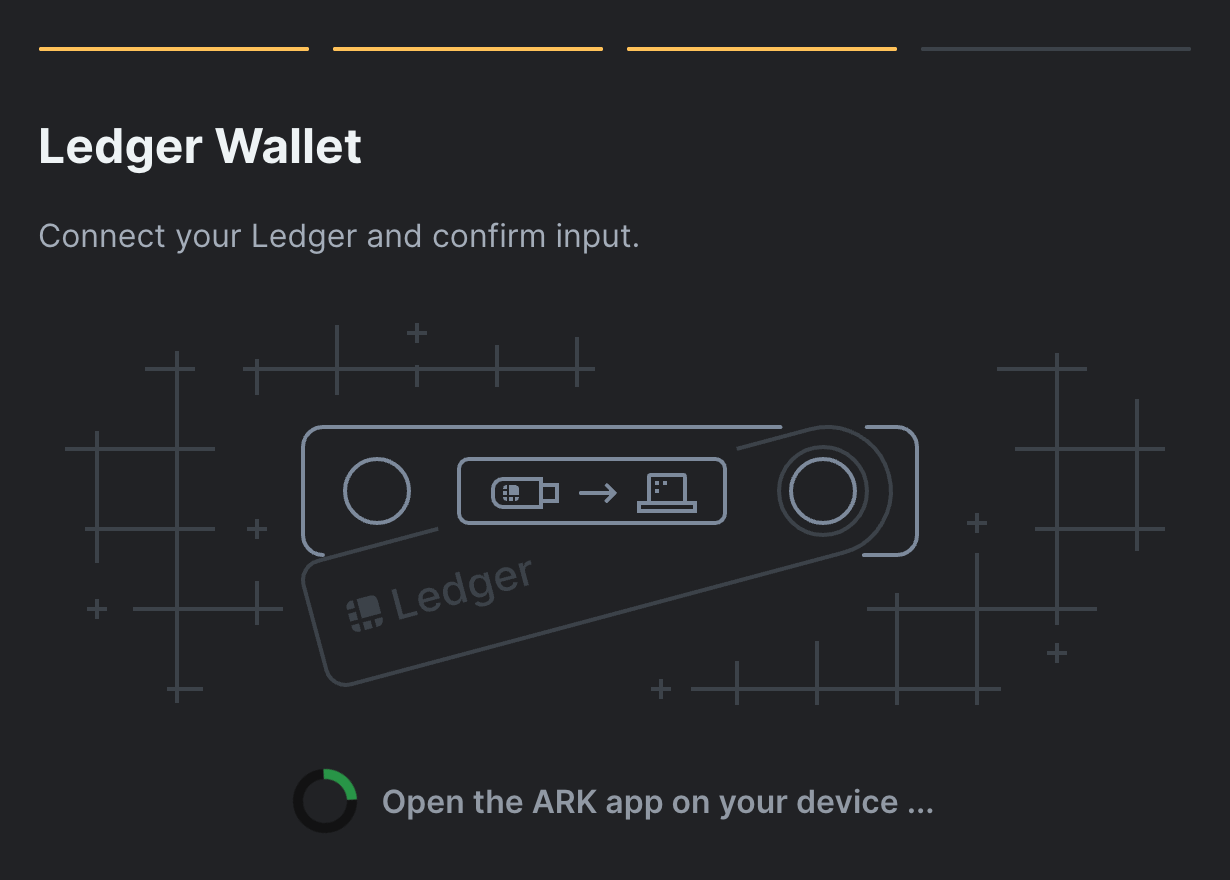 Ledger Wallet
Connect your Ledger and confirm input.
Ledger
Open the ARK app on your device ...